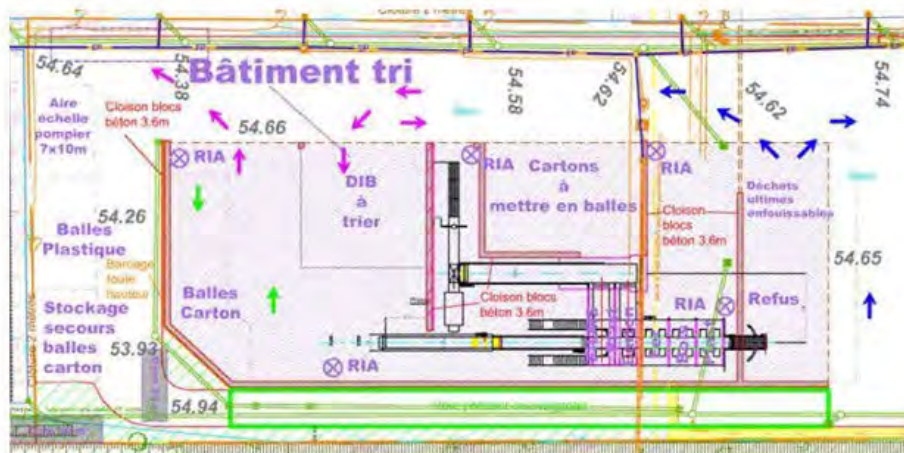 Clôture 2 mètres
54.64
54.38
Bâtiment tri
54.58
54.62
54.62
54.74
Aire
échelle
pompier
7x10m
Cloison blocs
béton 3.6m
54.66
RIA
RIA
RIA
DIB
à
trier
Cartons
à
mettre en balles
Déchets
ultimes
enfouissables
Cloison
blocs
béton 3.6m
54.26
Balles
Plastique
54.65
Balles
Carton
Cloison blocs
béton 3.6m
RIA
Refus
Stockage
secours
balles
carton
53.93
RIA
54.94